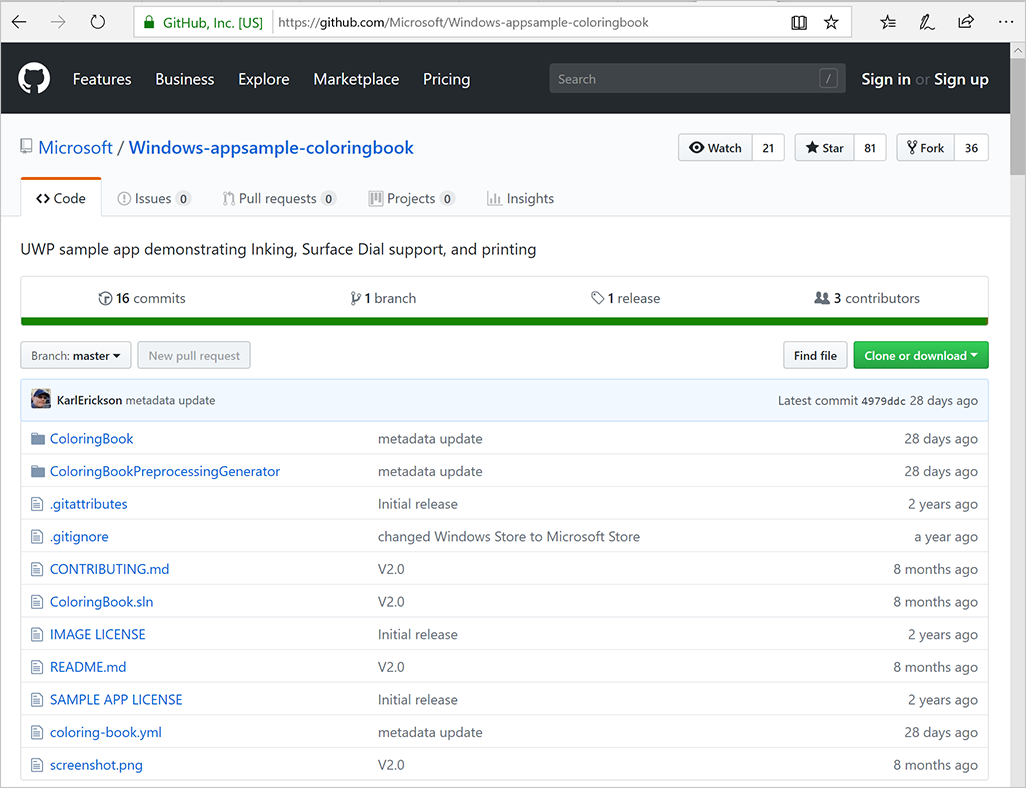 GitHub, Inc. [US] https://github.com/Microsoft/Windows-appsample-coloringbook
Features Business Explore Marketplace Pricing Search / Sign in or Sign up
Microsoft / Windows-appsample-coloringbook Watch 21 Star 81 Fork 36
Code Issues 0 Pull requests 0 Projects 0 Insights
UWP sample app demonstrating Inking, Surface Dial support, and printing
16 commits 1 branch 1 release 3 contributors
Branch: master New pull request Find file Clone or download
KarlErickson metadata update Latest commit 4979ddc 28 days ago
ColoringBook metadata update 28 days ago
ColoringBookPreprocessingGenerator metadata update 28 days ago
.gitattributes Initial release 2 years ago
.gitignore changed Windows Store to Microsoft Store a year ago
CONTRIBUTING.md V2.0 8 months ago
ColoringBook.sln V2.0 8 months ago
IMAGE LICENSE Initial release 2 years ago
README.md V2.0 8 months ago
SAMPLE APP LICENSE Initial release 2 years ago
coloring-book.yml metadata update 28 days ago
screenshot.png V2.0 8 months ago